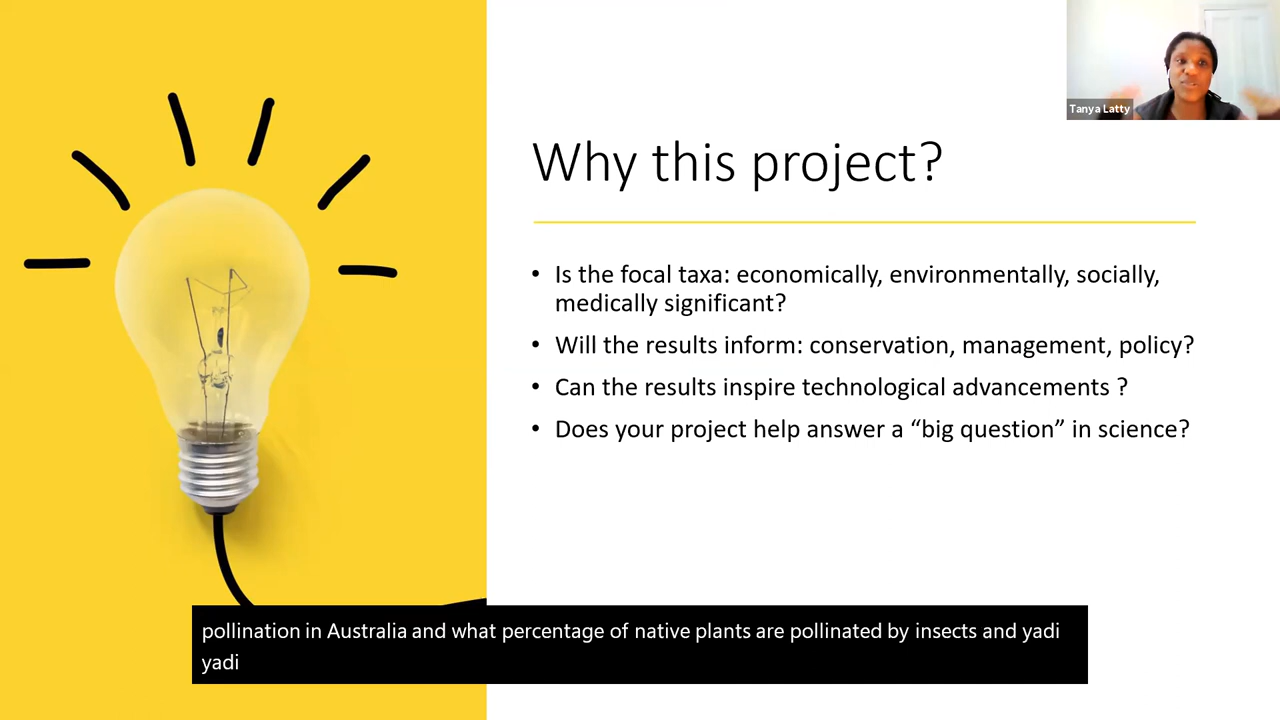 Tanya Latty
Why this project?
• Is the focal taxa: economically, environmentally, socially,
medically significant?
• Will the results inform: conservation, management, policy?
• Can the results inspire technological advancements ?
• Does your project help answer a “big question” in science?
pollination in Australia and what percentage of native plants are pollinated by insects and yadi
yadi